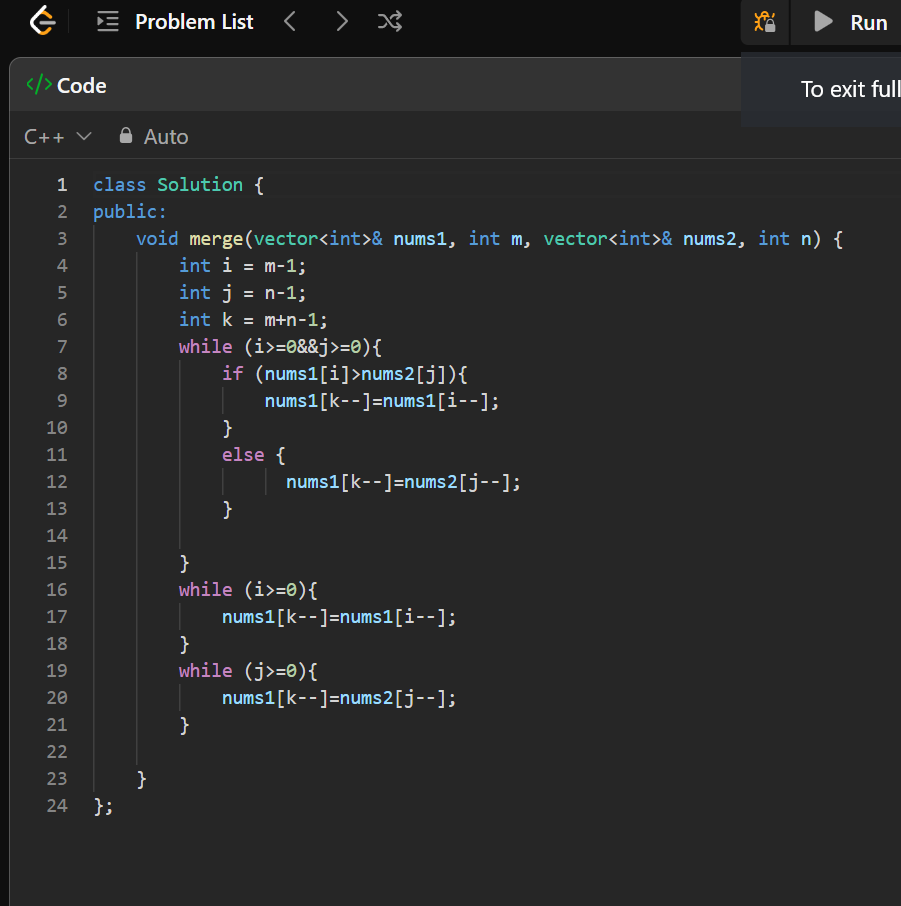 Problem List
Run
</> Code
To exit full
C++ Auto
1 class Solution {
2 public:
3     void merge(vector<int>& nums1, int m, vector<int>& nums2, int n) {
4         int i = m-1;
5         int j = n-1;
6         int k = m+n-1;
7         while (i>=0&&j>=0){
8             if (nums1[i]>nums2[j]){
9                 nums1[k--]=nums1[i--];
10             }
11             else {
12                   nums1[k--]=nums2[j--];
13             }
14
15         }
16         while (i>=0){
17             nums1[k--]=nums1[i--];
18         }
19         while (j>=0){
20             nums1[k--]=nums2[j--];
21         }
22
23     }
24 };